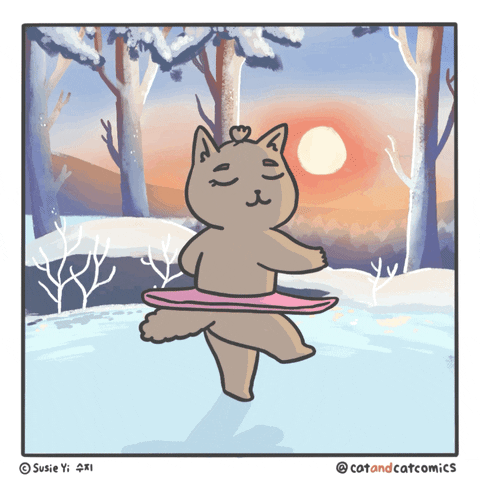 © Susie Yi 수지
@catandcatcomics